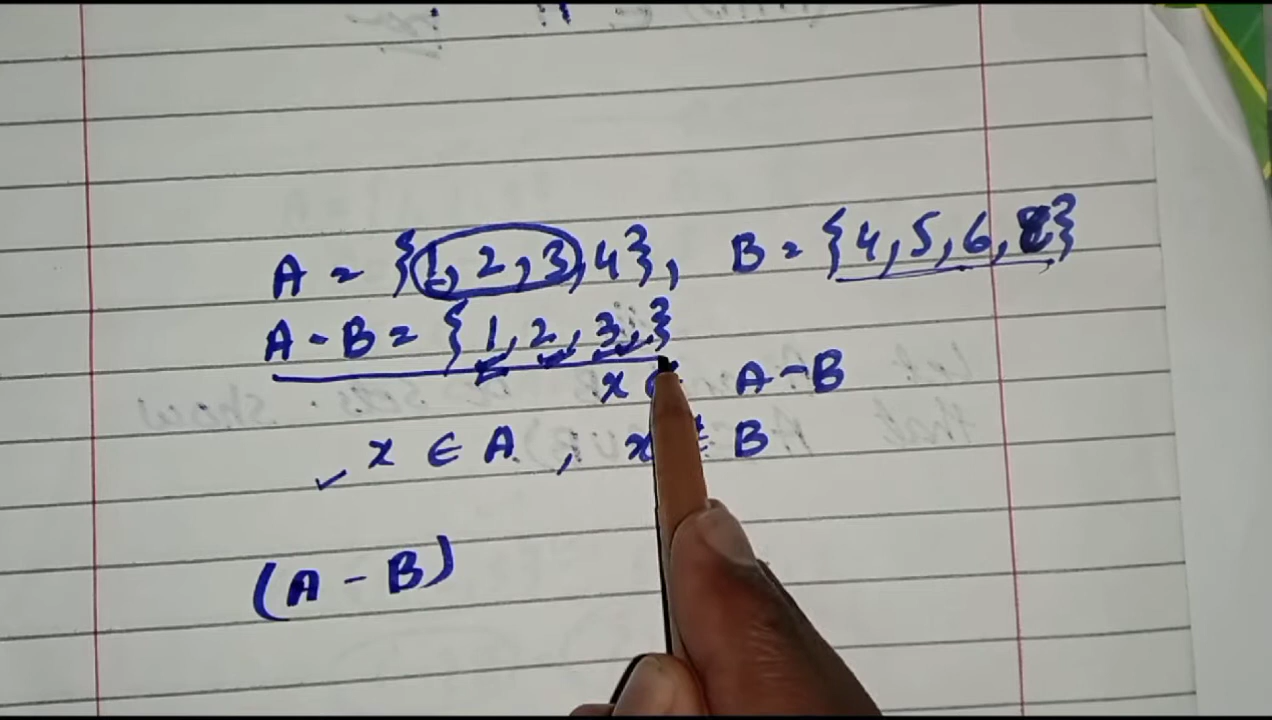 A = {1, 2, 3, 4}, B = {4, 5, 6, 8}
A - B = {1, 2, 3, }
x ∈ A - B
x ∈ A, x ∉ B
(A - B)